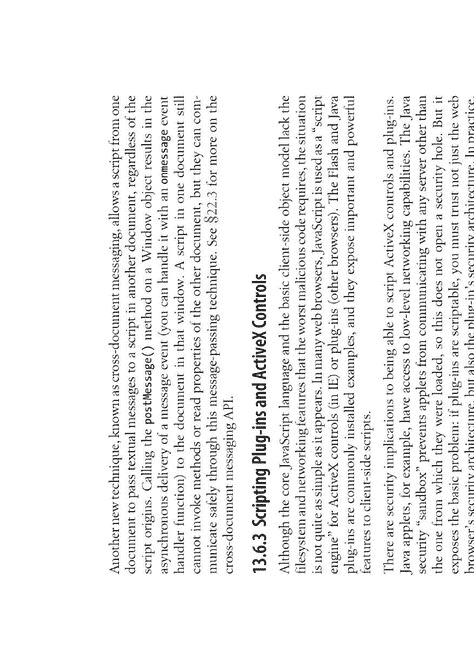 Another new technique, known as cross-document messaging, allows a script from one
document to pass textual messages to a script in another document, regardless of the
script origins. Calling the postMessage() method on a Window object results in the
asynchronous delivery of a message event (you can handle it with an onmessage event
handler function) to the document in that window. A script in one document still
cannot invoke methods or read properties of the other document, but they can com-
municate safely through this message-passing technique. See §22.3 for more on the
cross-document messaging API.
13.6.3 Scripting Plug-ins and ActiveX Controls
Although the core JavaScript language and the basic client-side object model lack the
filesystem and networking features that the worst malicious code requires, the situation
is not quite as simple as it appears. In many web browsers, JavaScript is used as a “script
engine” for ActiveX controls (in IE) or plug-ins (other browsers). The Flash and Java
plug-ins are commonly installed examples, and they expose important and powerful
features to client-side scripts.
There are security implications to being able to script ActiveX controls and plug-ins.
Java applets, for example, have access to low-level networking capabilities. The Java
security “sandbox” prevents applets from communicating with any server other than
the one from which they were loaded, so this does not open a security hole. But it
exposes the basic problem: if plug-ins are scriptable, you must trust not just the web
browser’s security architecture, but also the plug-in’s security architecture. In practice,